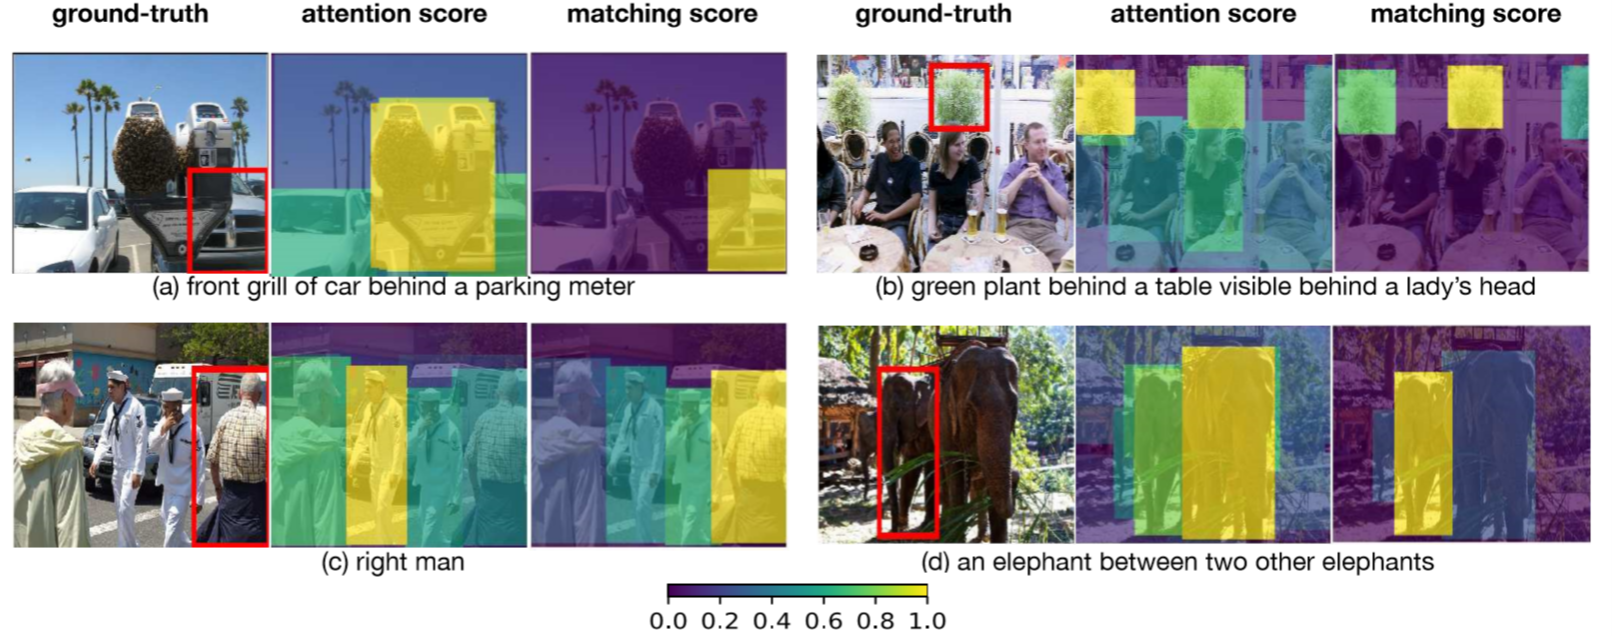 ground-truth attention score matching score ground-truth attention score matching score
(a) front grill of car behind a parking meter (b) green plant behind a table visible behind a lady's head
(c) right man (d) an elephant between two other elephants
0.0 0.2 0.4 0.6 0.8 1.0